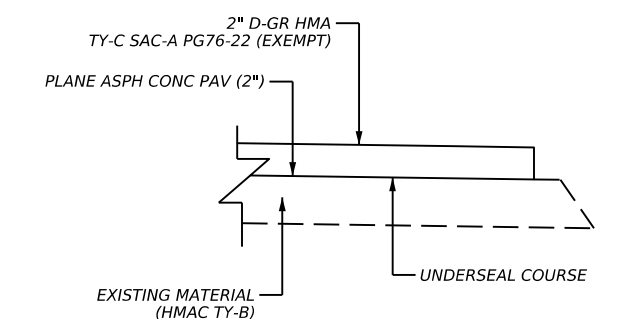 2" D-GR HMA
TY-C SAC-A PG76-22 (EXEMPT)
PLANE ASPH CONC PAV (2")
UNDERSEAL COURSE
EXISTING MATERIAL
(HMAC TY-B)